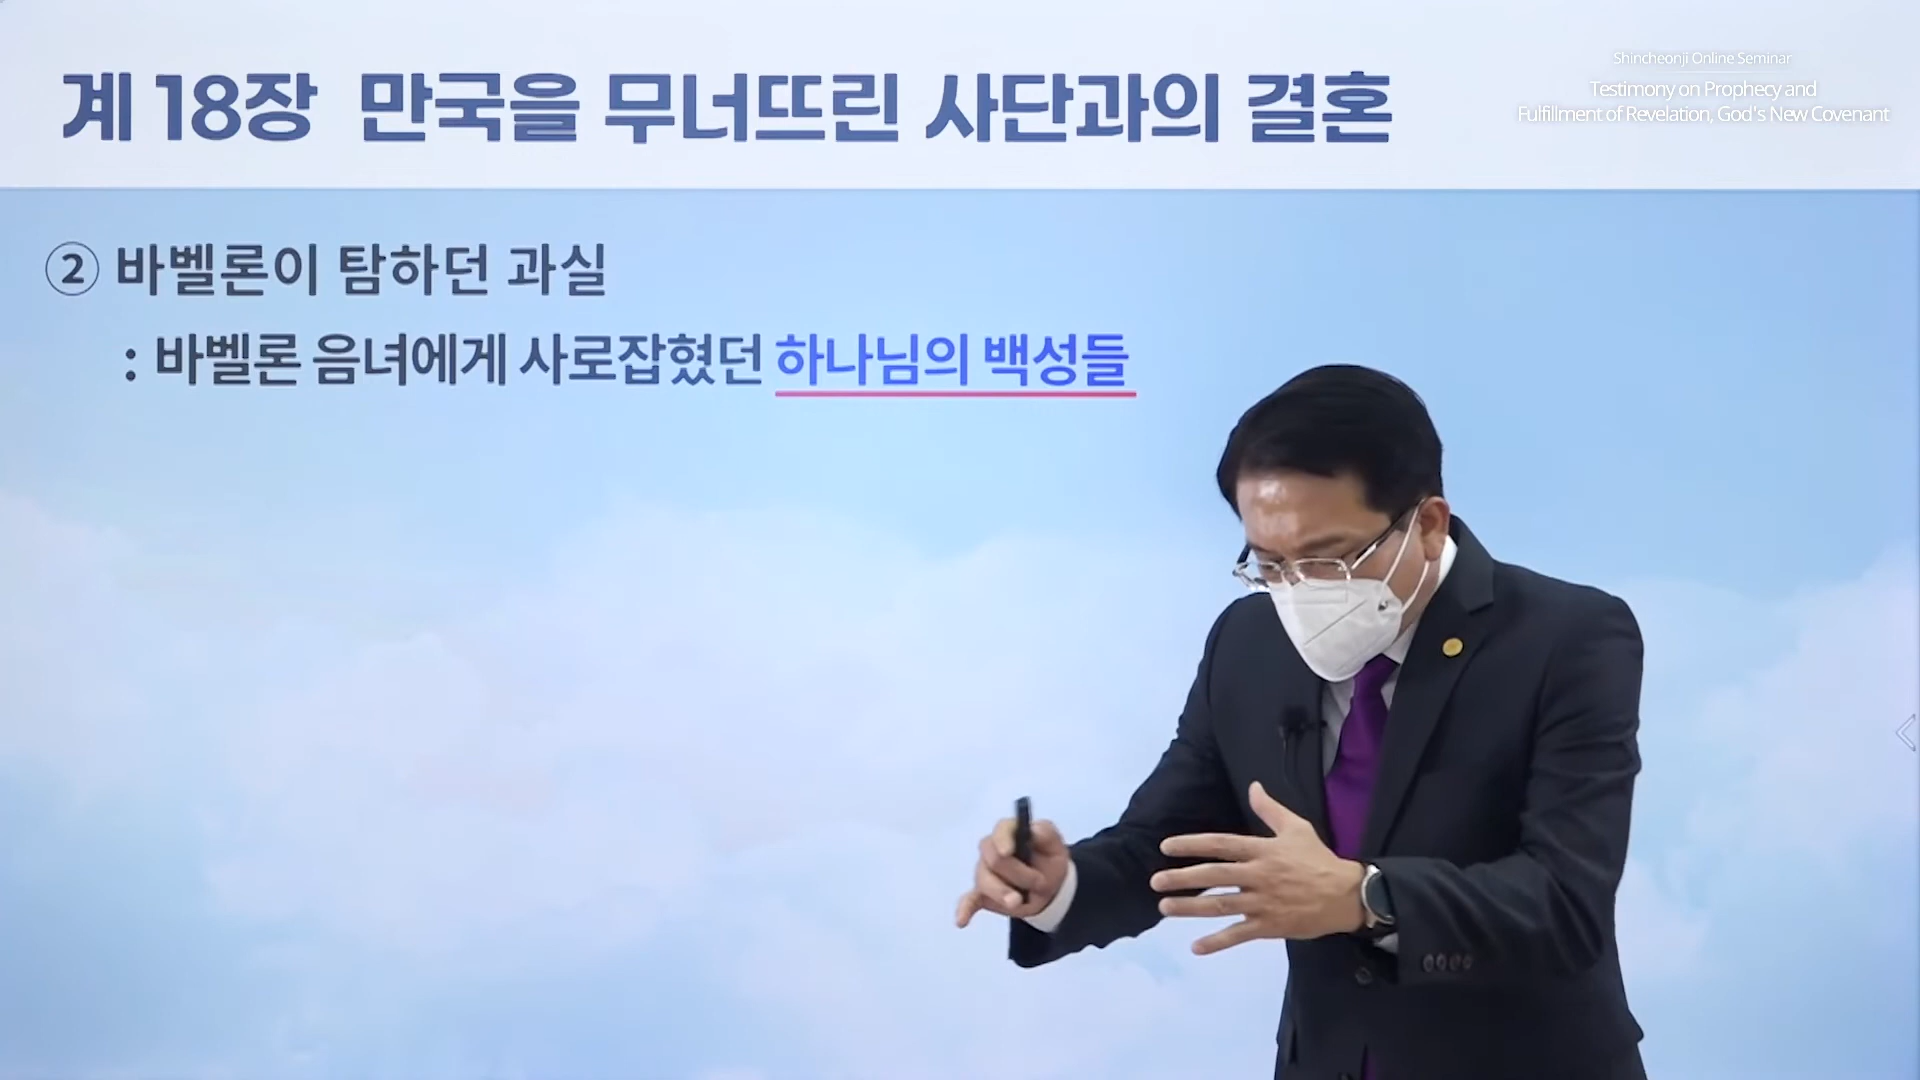 계 18장 만국을 무너뜨린 사단과의 결혼
Shincheonji Online Seminar
Testimony on Prophecy and
Fulfillment of Revelation, God's New Covenant
② 바벨론이 탐하던 과실
: 바벨론 음녀에게 사로잡혔던 하나님의 백성들